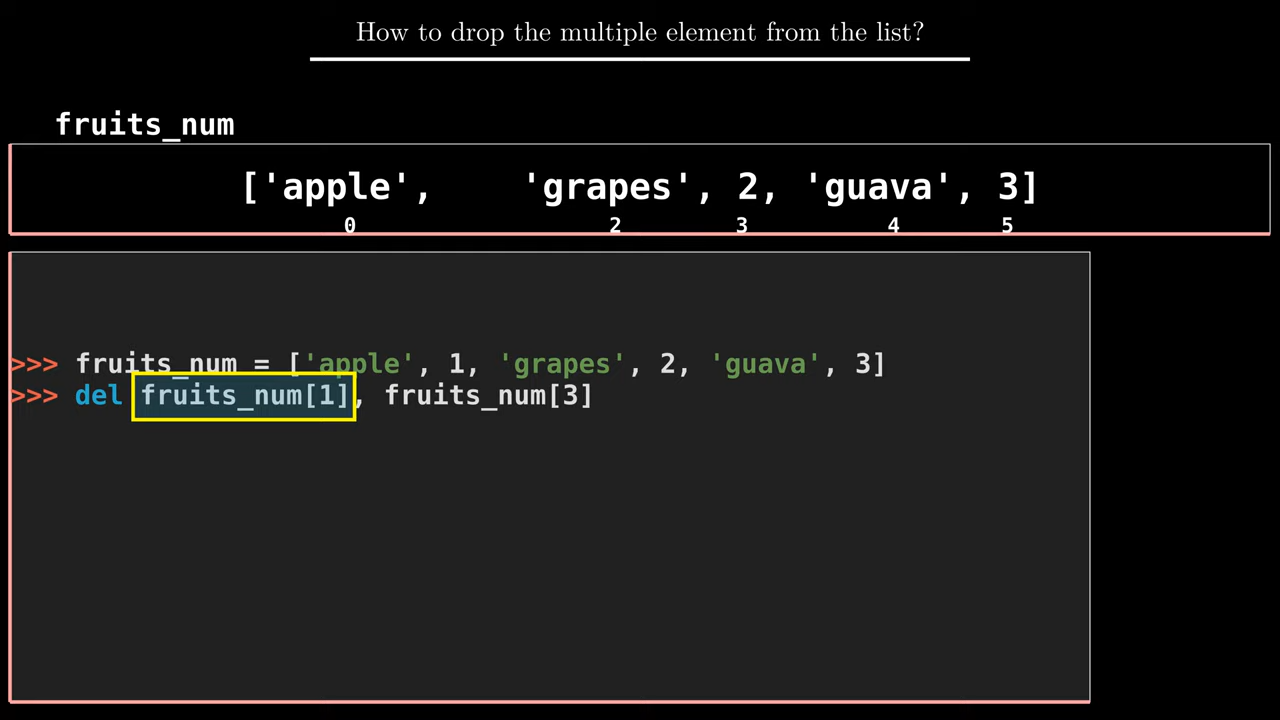 How to drop the multiple element from the list?
fruits_num
['apple', 'grapes', 2, 'guava', 3]
0 2 3 4 5
>>> fruits_num = ['apple', 1, 'grapes', 2, 'guava', 3]
>>> del fruits_num[1], fruits_num[3]